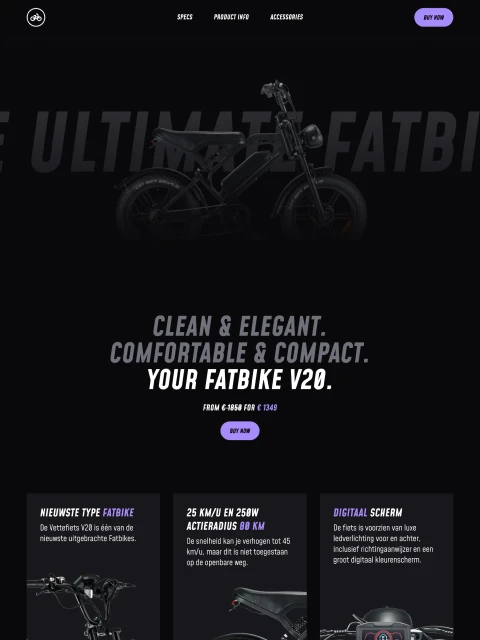 SPECS
PRODUCT INFO
ACCESSORIES
BUY NOW
E ULTIMATE FATBI
CLEAN & ELEGANT.
COMFORTABLE & COMPACT.
YOUR FATBIKE V20.
FROM € 1850 FOR € 1349
BUY NOW
NIEUWSTE TYPE FATBIKE
De Vettefiets V20 is één van de
nieuwste uitgebrachte Fatbikes.
25 KM/U EN 250W
ACTIERADIUS 80 KM
De snelheid kan je verhogen tot 45
km/u, maar dit is niet toegestaan
op de openbare weg.
DIGITAAL SCHERM
De fiets is voorzien van luxe
ledverlichting voor en achter,
inclusief richtingaanwijzer en een
groot digitaal kleurenscherm.